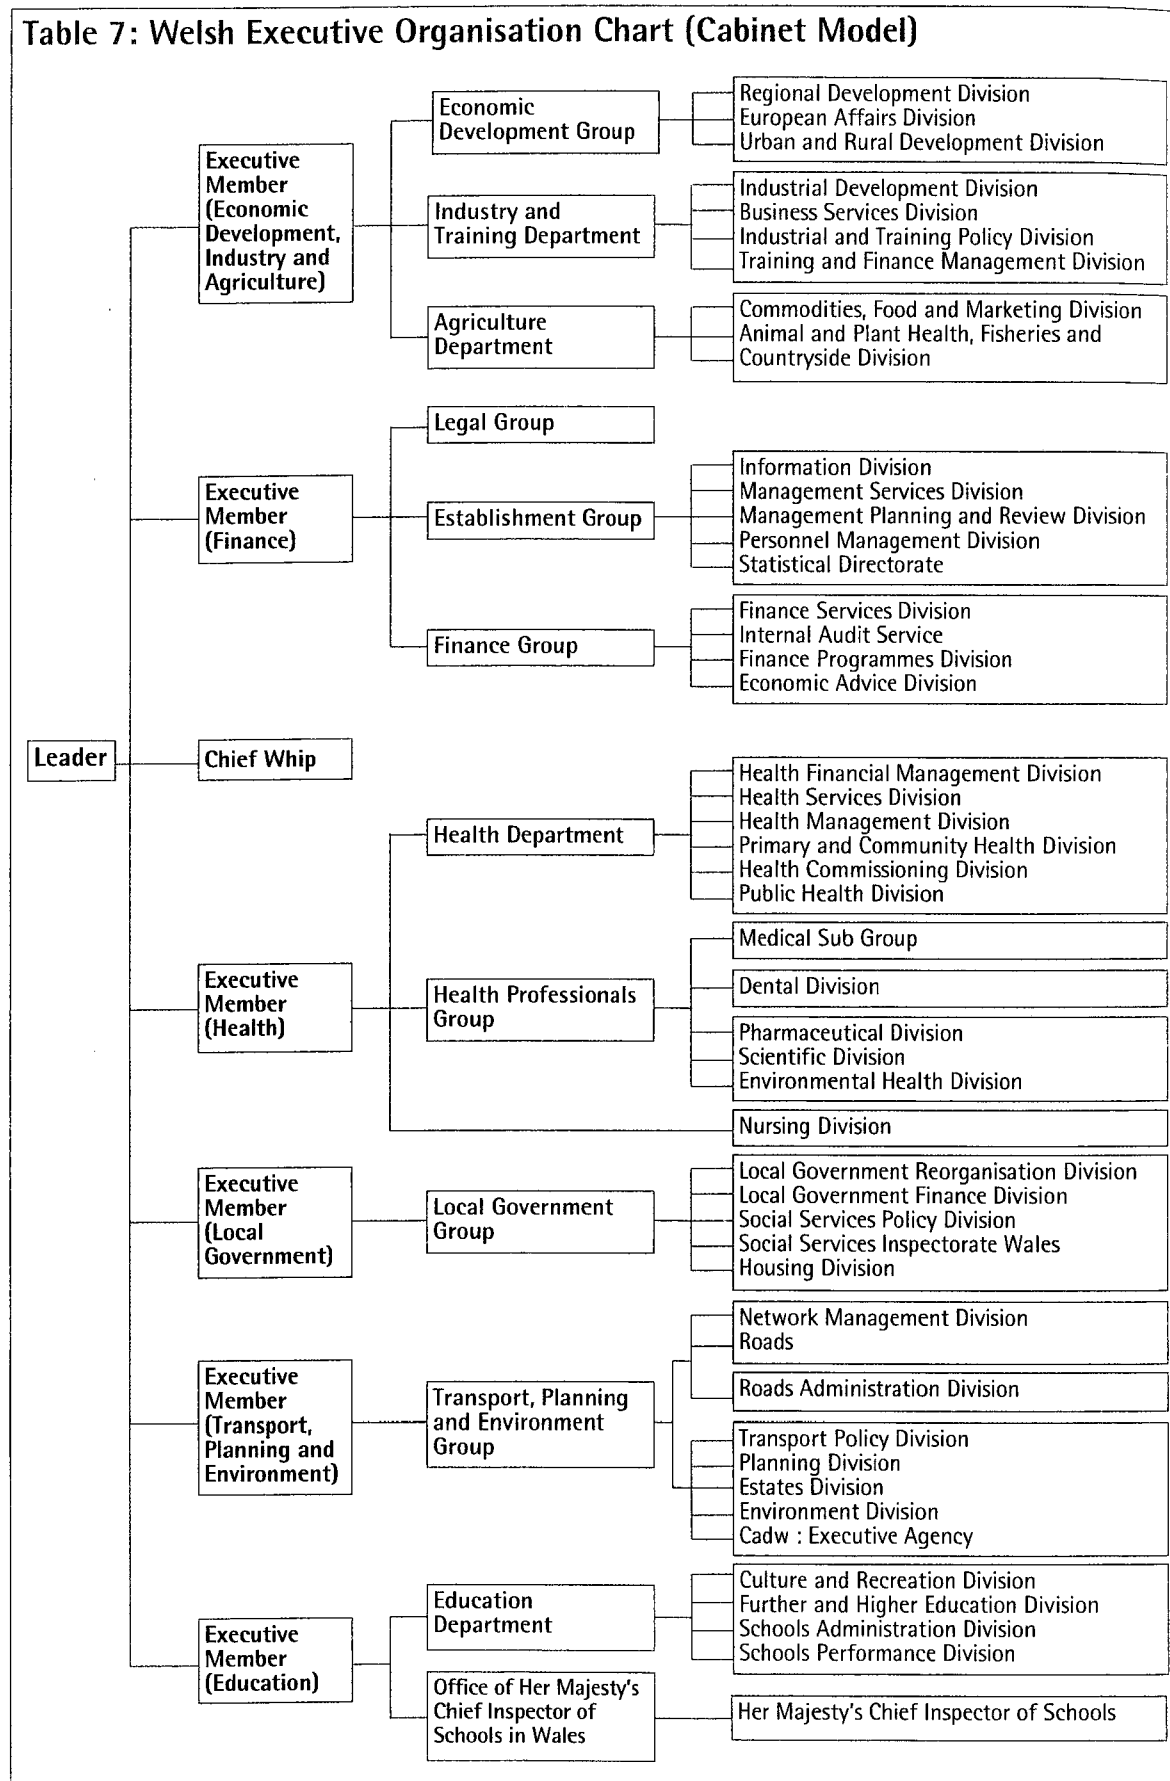 Table 7: Welsh Executive Organisation Chart (Cabinet Model)
Leader
Executive
Member
(Economic
Development,
Industry and
Agriculture)
Economic
Development Group
Regional Development Division
European Affairs Division
Urban and Rural Development Division
Industry and
Training Department
Industrial Development Division
Business Services Division
Industrial and Training Policy Division
Training and Finance Management Division
Agriculture
Department
Commodities, Food and Marketing Division
Animal and Plant Health, Fisheries and
Countryside Division
Executive
Member
(Finance)
Legal Group
Establishment Group
Information Division
Management Services Division
Management Planning and Review Division
Personnel Management Division
Statistical Directorate
Finance Group
Finance Services Division
Internal Audit Service
Finance Programmes Division
Economic Advice Division
Chief Whip
Executive
Member
(Health)
Health Department
Health Financial Management Division
Health Services Division
Health Management Division
Primary and Community Health Division
Health Commissioning Division
Public Health Division
Health Professionals
Group
Medical Sub Group
Dental Division
Pharmaceutical Division
Scientific Division
Environmental Health Division
Nursing Division
Executive
Member
(Local
Government)
Local Government
Group
Local Government Reorganisation Division
Local Government Finance Division
Social Services Policy Division
Social Services Inspectorate Wales
Housing Division
Executive
Member
(Transport,
Planning and
Environment)
Transport, Planning
and Environment
Group
Network Management Division
Roads
Roads Administration Division
Transport Policy Division
Planning Division
Estates Division
Environment Division
Cadw : Executive Agency
Executive
Member
(Education)
Education
Department
Culture and Recreation Division
Further and Higher Education Division
Schools Administration Division
Schools Performance Division
Office of Her Majesty's
Chief Inspector of
Schools in Wales
Her Majesty's Chief Inspector of Schools